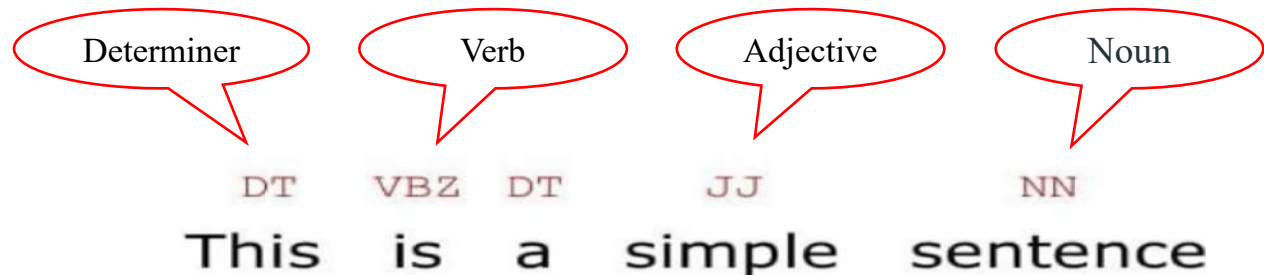 Determiner Verb Adjective Noun
DT VBZ DT JJ NN
This is a simple sentence